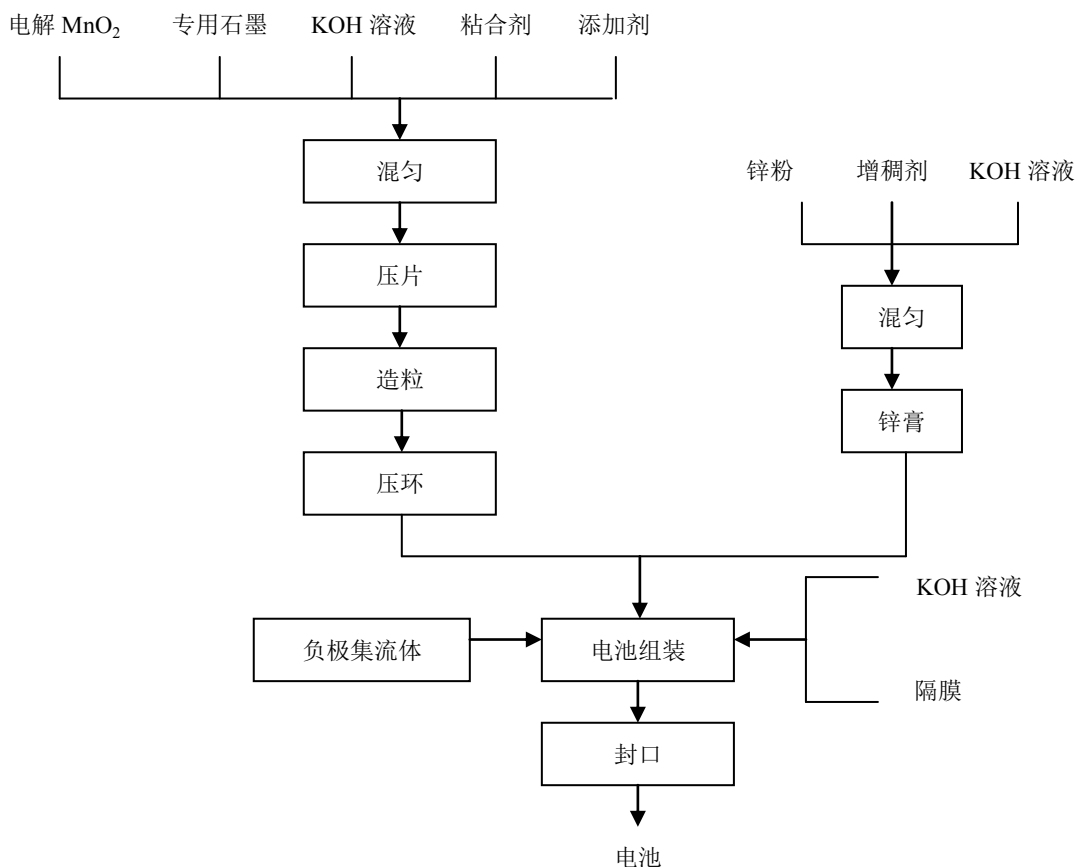 电解 MnO₂ 专用石墨 KOH 溶液 粘合剂 添加剂
混匀
压片
造粒
压环
锌粉 增稠剂 KOH 溶液
混匀
锌膏
负极集流体
电池组装
KOH 溶液
隔膜
封口
电池